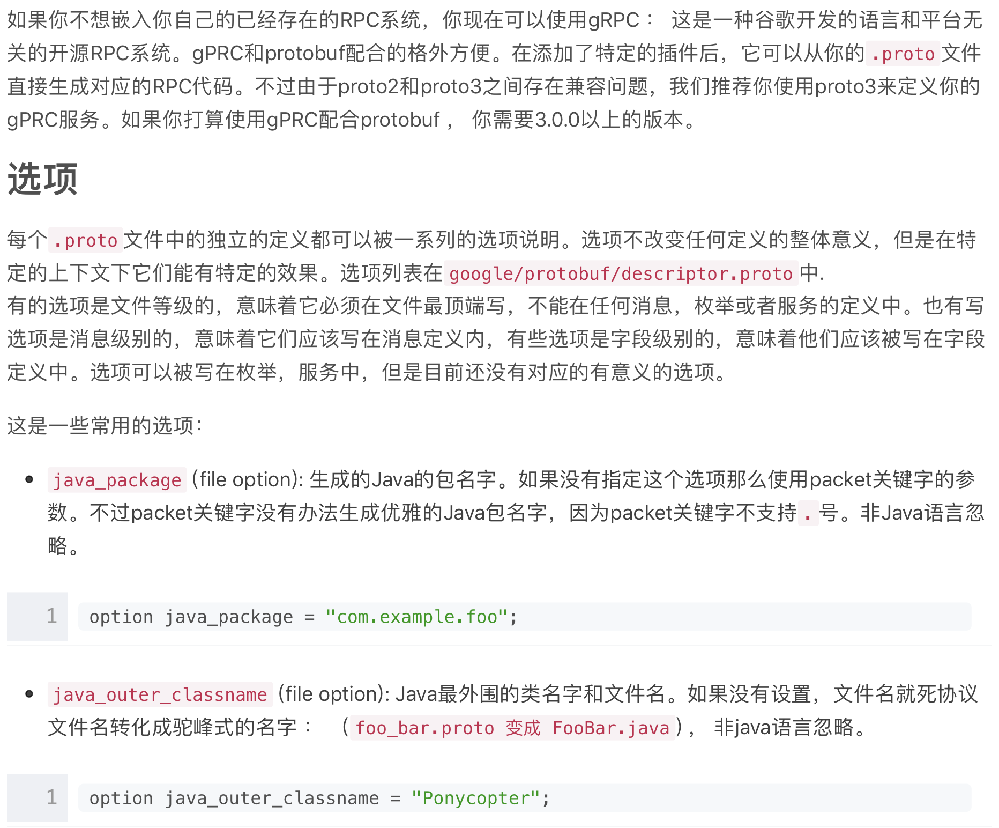 如果你不想嵌入你自己的已经存在的RPC系统，你现在可以使用gRPC： 这是一种谷歌开发的语言和平台无
关的开源RPC系统。gPRC和protobuf配合的格外方便。在添加了特定的插件后，它可以从你的.proto文件
直接生成对应的RPC代码。不过由于proto2和proto3之间存在兼容问题，我们推荐你使用proto3来定义你的
gPRC服务。如果你打算使用gPRC配合protobuf ， 你需要3.0.0以上的版本。
选项
每个.proto文件中的独立的定义都可以被一系列的选项说明。选项不改变任何定义的整体意义，但是在特
定的上下文下它们能有特定的效果。选项列表在google/protobuf/descriptor.proto中.
有的选项是文件等级的，意味着它必须在文件最顶端写，不能在任何消息，枚举或者服务的定义中。也有写
选项是消息级别的，意味着它们应该写在消息定义内，有些选项是字段级别的，意味着他们应该被写在字段
定义中。选项可以被写在枚举，服务中，但是目前还没有对应的有意义的选项。
这是一些常用的选项：
• java_package (file option): 生成的Java的包名字。如果没有指定这个选项那么使用packet关键字的参
数。不过packet关键字没有办法生成优雅的Java包名字，因为packet关键字不支持.号。非Java语言忽
略。
1 option java_package = "com.example.foo";
• java_outer_classname (file option): Java最外围的类名字和文件名。如果没有设置，文件名就死协议
文件名转化成驼峰式的名字： （foo_bar.proto 变成 FooBar.java）， 非java语言忽略。
1 option java_outer_classname = "Ponycopter";